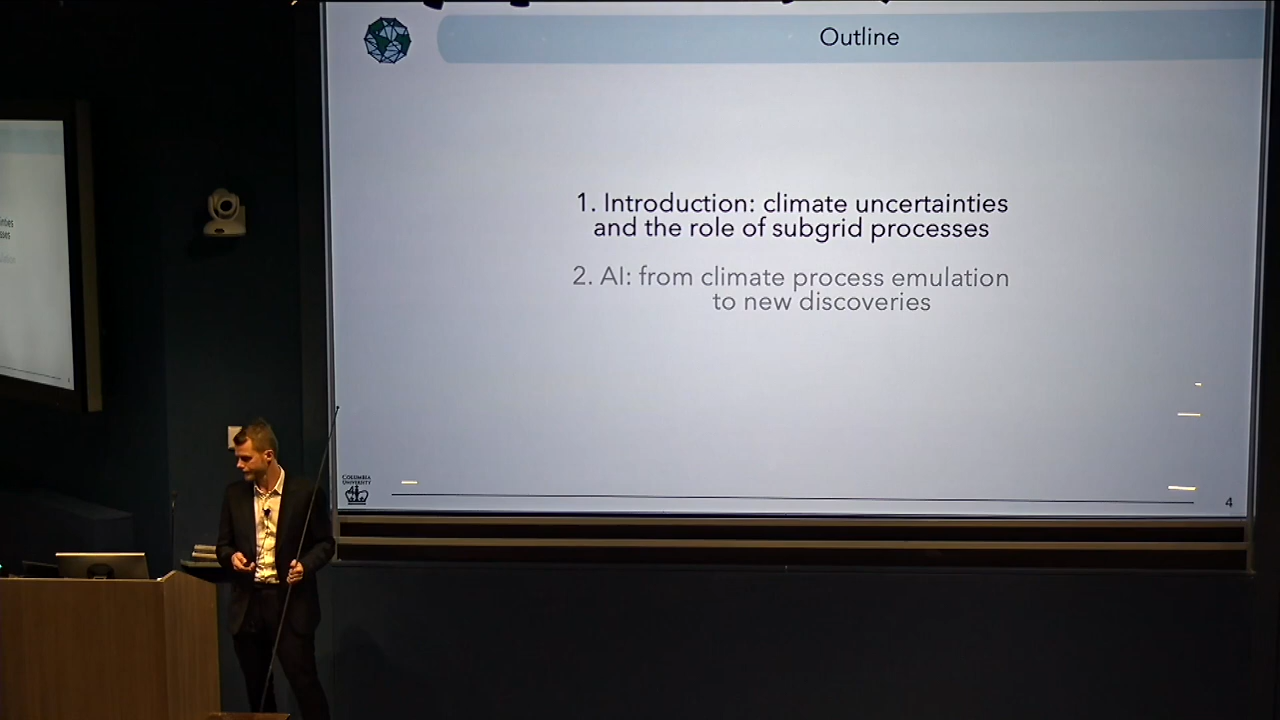 Outline
1. Introduction: climate uncertainties
and the role of subgrid processes
2. AI: from climate process emulation
to new discoveries
COLUMBIA
UNIVERSITY
4